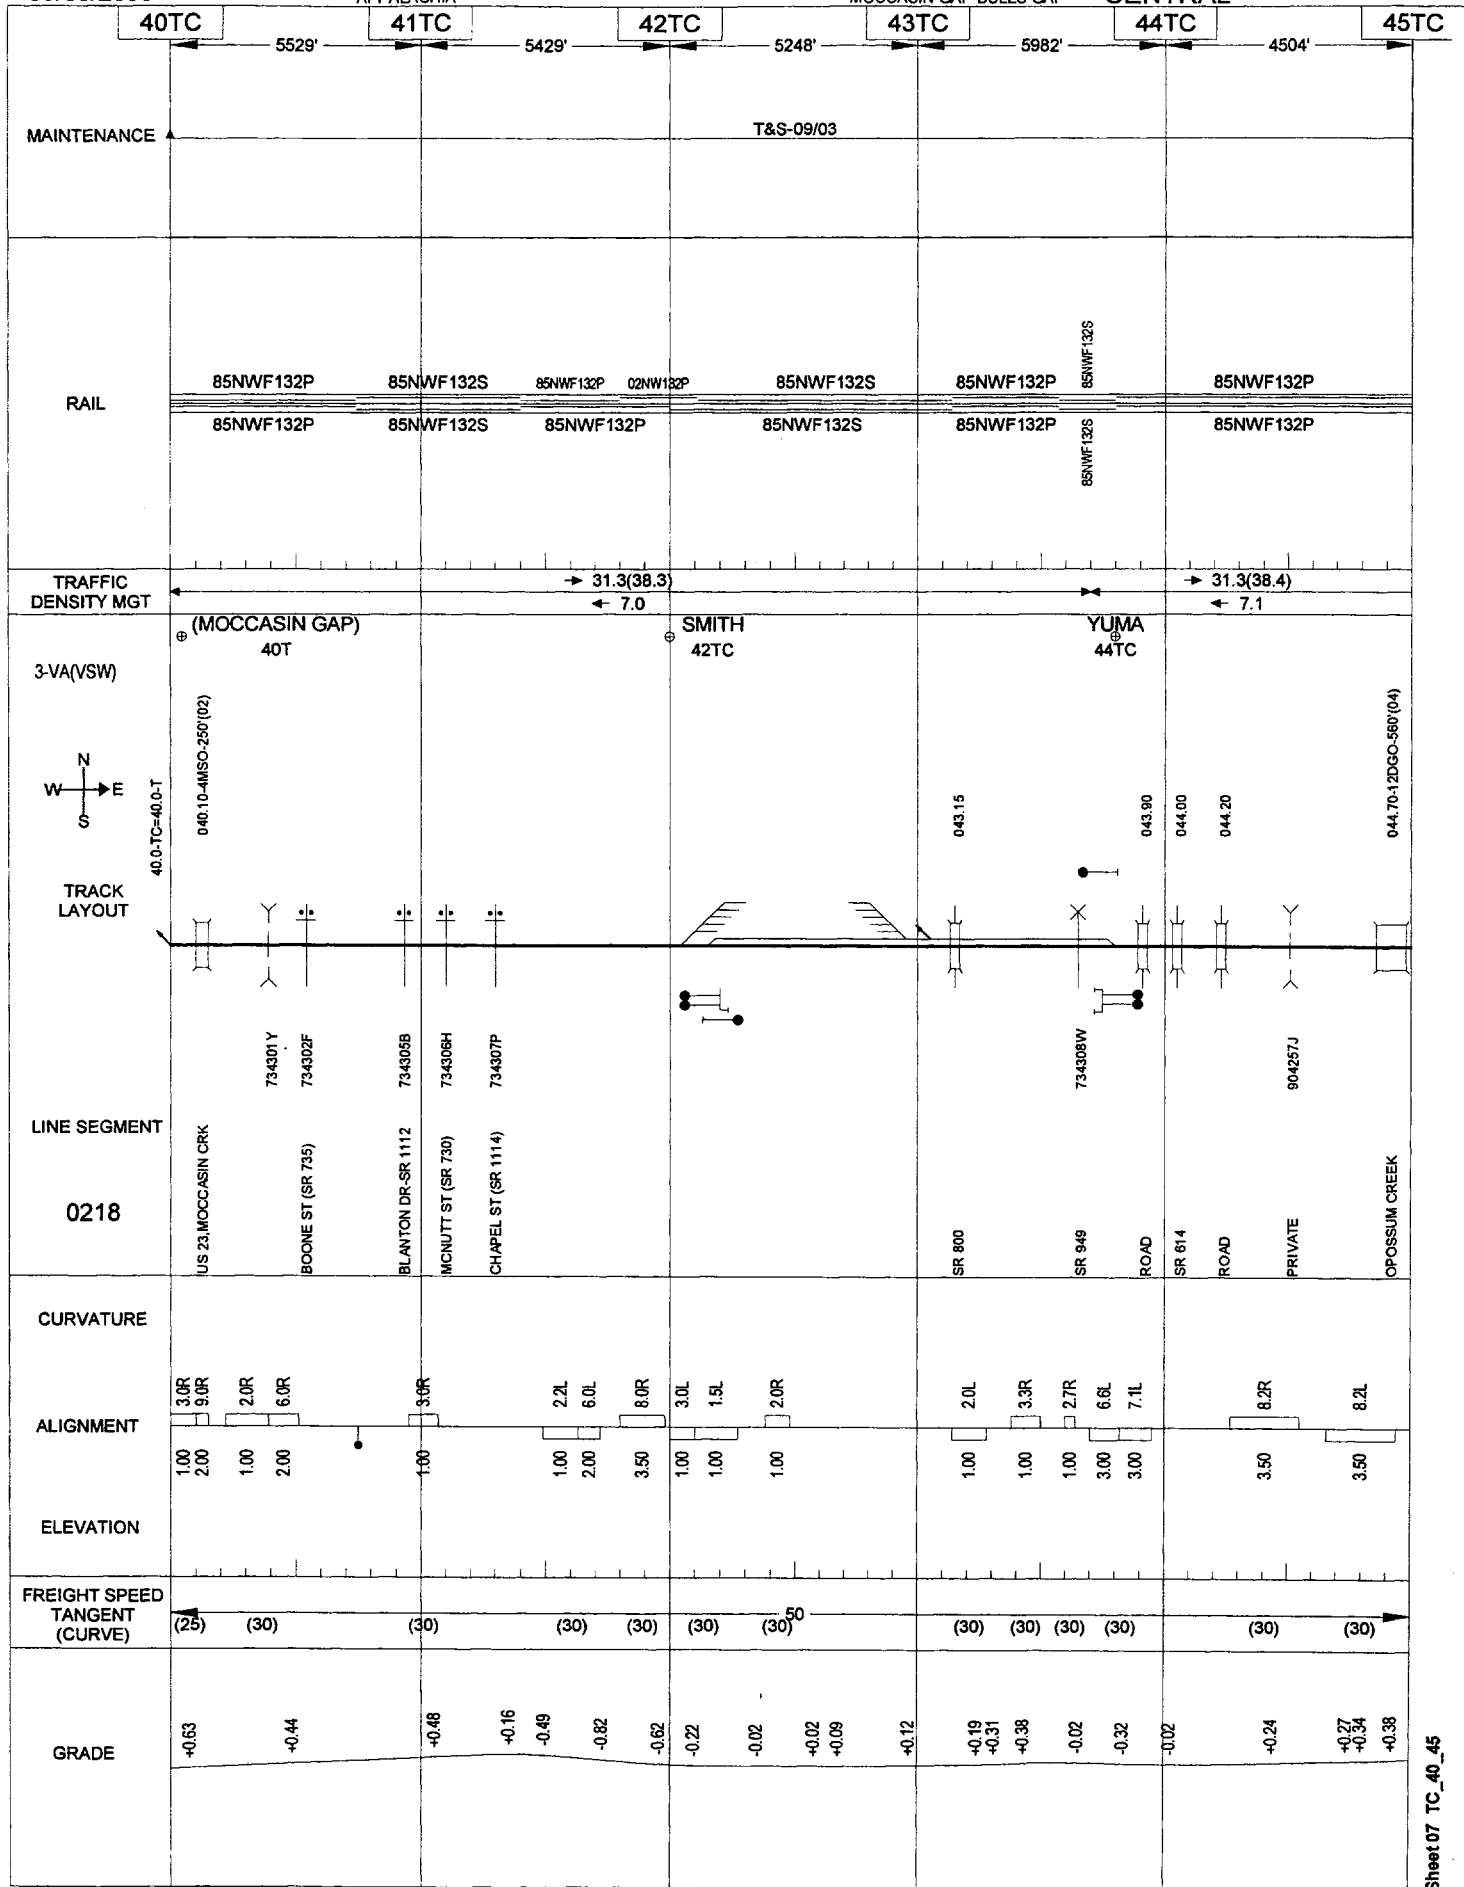 40TC 41TC 42TC 43TC 44TC 45TC
5529' 5429' 5248' 5982' 4504'
MAINTENANCE
T&S-09/03
RAIL
85NWF132P 85NWF132S 85NWF132P 02NW132P 85NWF132S 85NWF132P 85NWF132S 85NWF132P
85NWF132P 85NWF132S 85NWF132P 85NWF132S 85NWF132P 85NWF132S 85NWF132P
TRAFFIC
DENSITY MGT
31.3(38.3) 31.3(38.4)
7.0 7.1
(MOCCASIN GAP) SMITH YUMA
40T 42TC 44TC
3-VA(VSW)
N
W E
S
40.0-TC=40.0-T
040.10-4MSO-250'(02)
043.15
043.90
044.00
044.20
044.70-12DGO-560'(04)
TRACK
LAYOUT
734301Y
734302F
734305B
734306H
734307P
734308W
904257J
LINE SEGMENT
0218
US 23,MOCCASIN CRK
BOONE ST (SR 735)
BLANTON DR-SR 1112
MCNUTT ST (SR 730)
CHAPEL ST (SR 1114)
SR 800
SR 949
ROAD
SR 614
ROAD
PRIVATE
OPOSSUM CREEK
CURVATURE
3.0R 9.0R 2.0R 6.0R 3.0R 2.2L 6.0L 8.0R 3.0L 1.5L 2.0R 2.0L 3.3R 2.7R 6.6L 7.1L 8.2R 8.2L
ALIGNMENT
1.00 2.00 1.00 2.00 1.00 1.00 2.00 3.50 1.00 1.00 1.00 1.00 1.00 1.00 3.00 3.00 3.50 3.50
ELEVATION
FREIGHT SPEED
TANGENT
(CURVE)
50
(25) (30) (30) (30) (30) (30) (30) (30) (30) (30) (30) (30) (30)
GRADE
+0.63 +0.44 +0.48 +0.16 -0.49 -0.82 -0.62 -0.22 -0.02 +0.02 +0.09 +0.12 +0.19 +0.31 +0.38 -0.02 -0.32 -0.02 +0.24 +0.27 +0.34 +0.38
Sheet 07 TC_40_45